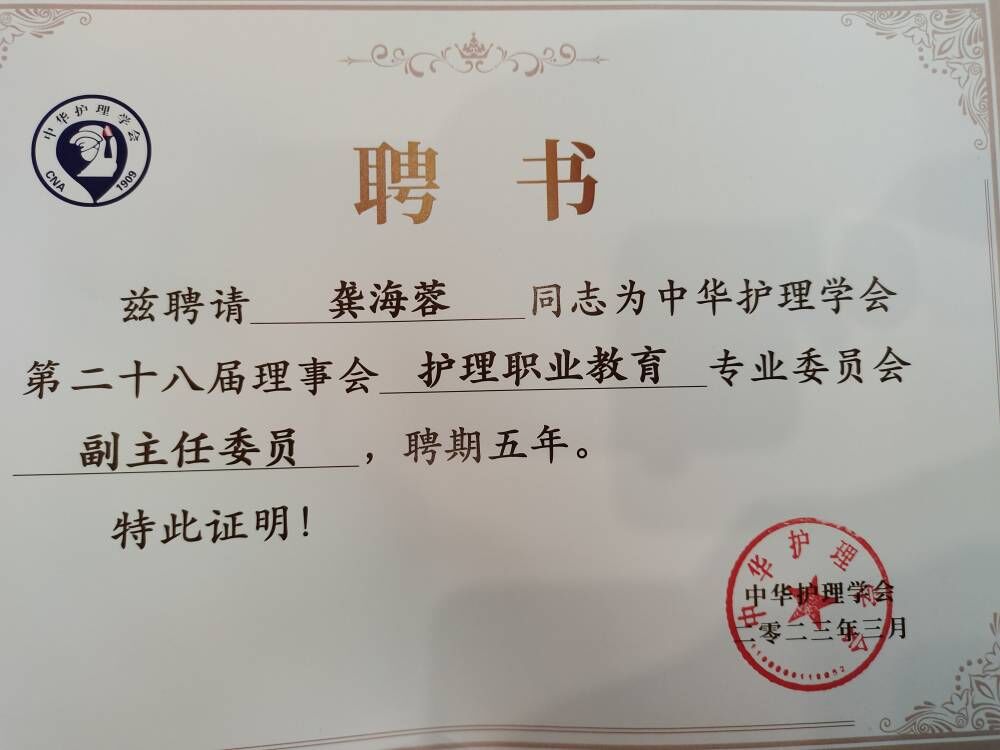 中华护理学会
CNA 1909
聘书
兹聘请 龚海蓉 同志为中华护理学会
第二十八届理事会 护理职业教育 专业委员会
副主任委员，聘期五年。
特此证明！
中华护理学会
中华护理学会
二零二三年三月